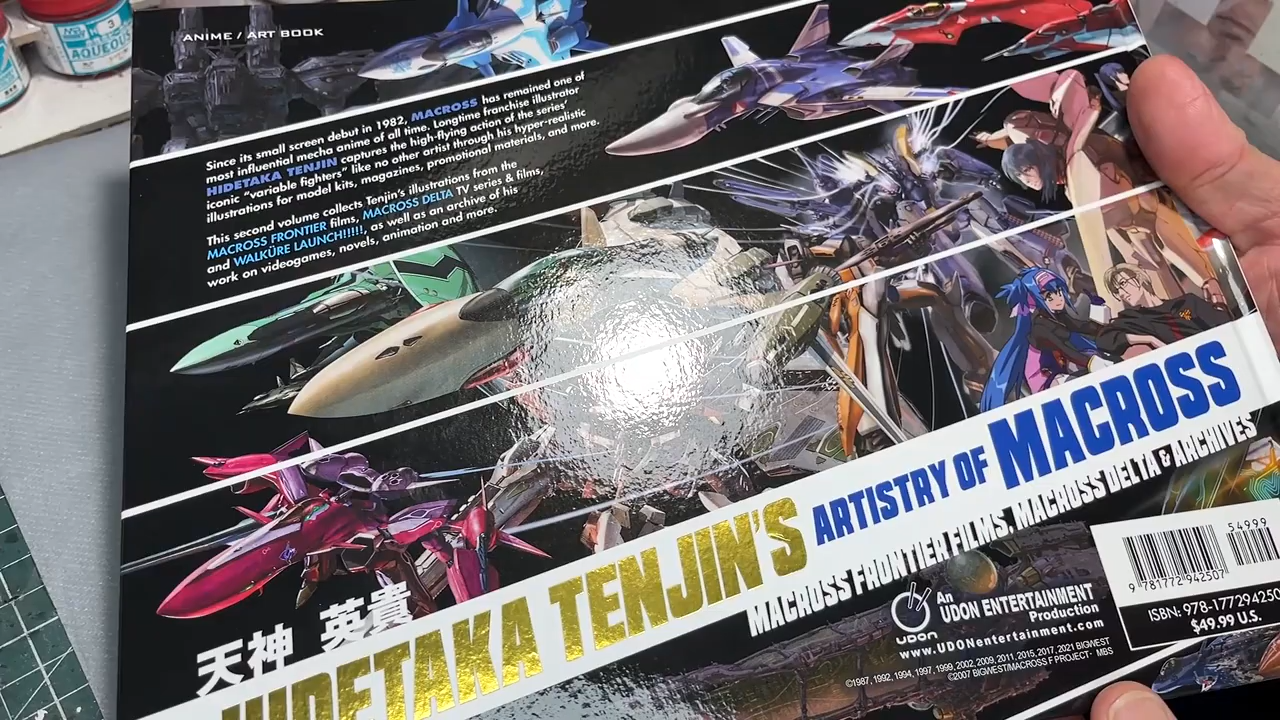 3
AQUEOUS
ANIME / ART BOOK
Since its small screen debut in 1982, MACROSS has remained one of
most influential mecha anime of all time. Longtime franchise illustrator
HIDETAKA TENJIN captures the high-flying action of the series'
iconic "variable fighters" like no other artist through his hyper-realistic
illustrations for model kits, magazines, promotional materials, and more.
This second volume collects Tenjin's illustrations from the
MACROSS FRONTIER films, MACROSS DELTA TV series & films,
and WALKÜRE LAUNCH!!!!!, as well as an archive of his
work on videogames, novels, animation and more.
天神 英貴
HIDETAKA TENJIN'S ARTISTRY OF MACROSS
MACROSS FRONTIER FILMS, MACROSS DELTA & ARCHIVES
UDON
An
UDON ENTERTAINMENT
Production
www.UDONentertainment.com
©1987, 1992, 1994, 1997, 1999, 2002, 2009, 2011, 2015, 2017, 2021 BIGWEST
©2007 BIGWEST/MACROSS F PROJECT· MBS
54999
9 781772 942507
ISBN: 978-177294250
$49.99 U.S.